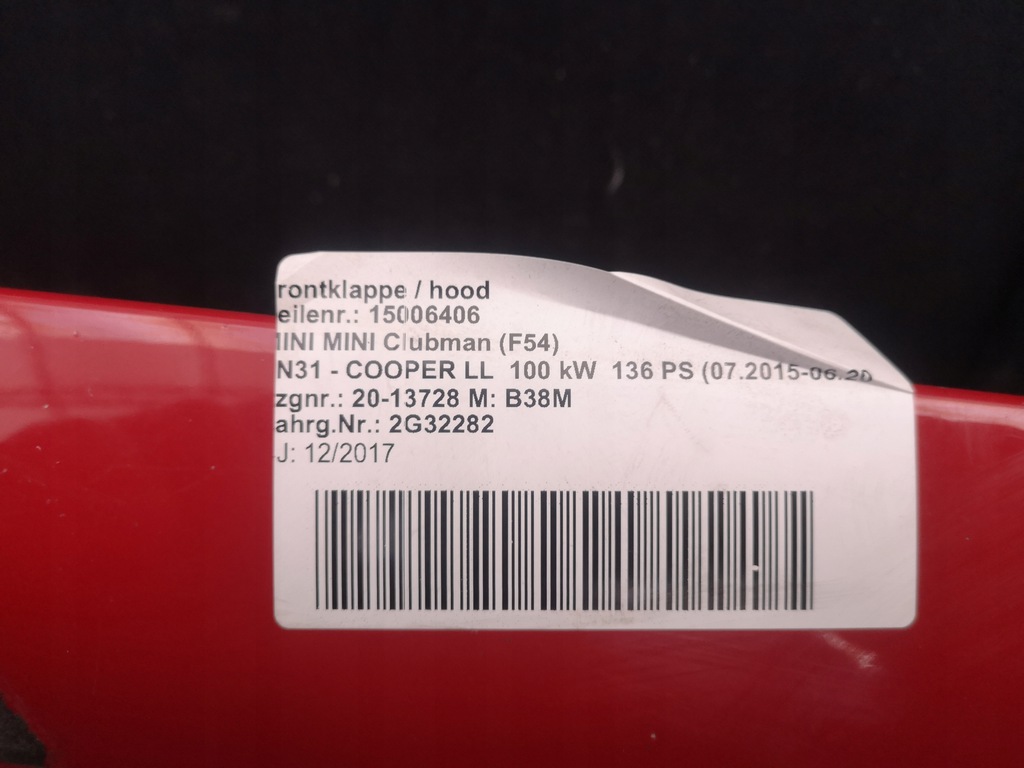 rontklappe / hood
eilenr.: 15006406
INI MINI Clubman (F54)
N31 - COOPER LL 100 kW 136 PS (07.2015-06.20
zgnr.: 20-13728 M: B38M
ahrg.Nr.: 2G32282
J: 12/2017